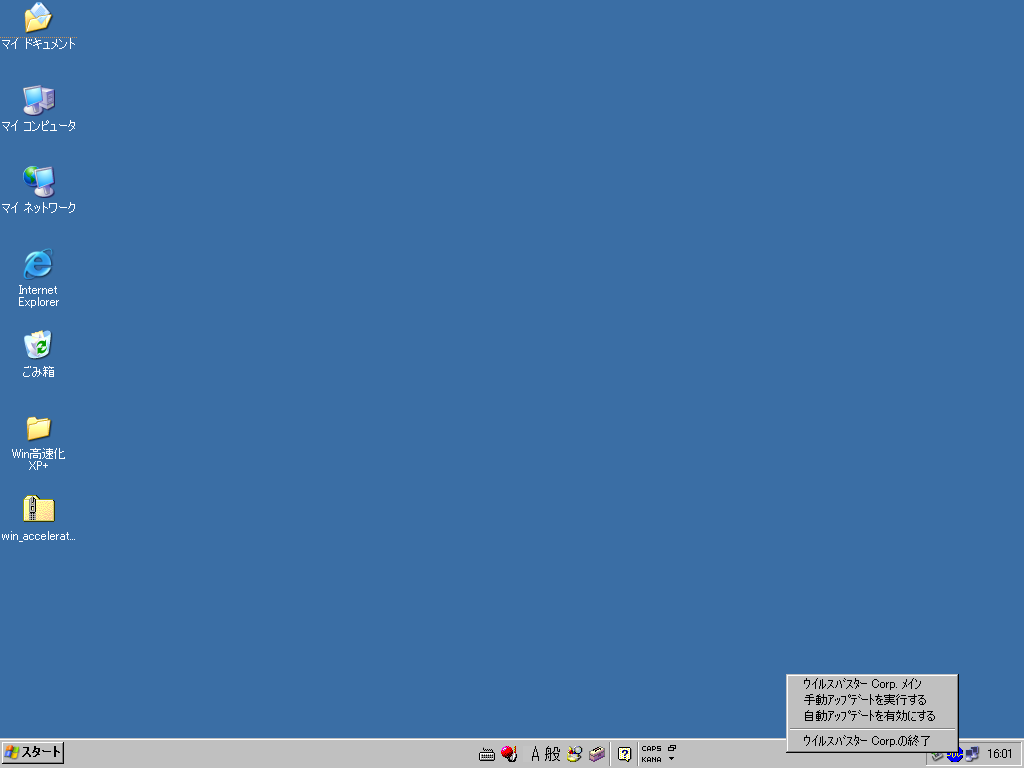 マイ ドキュメント
マイ コンピュータ
マイ ネットワーク
Internet
Explorer
ごみ箱
Win高速化
XP+
win_accelerat...
ウイルスバスター Corp. メイン
手動アップデートを実行する
自動アップデートを有効にする
ウイルスバスター Corp.の終了
スタート
A 般
CAPS
KANA
16:01